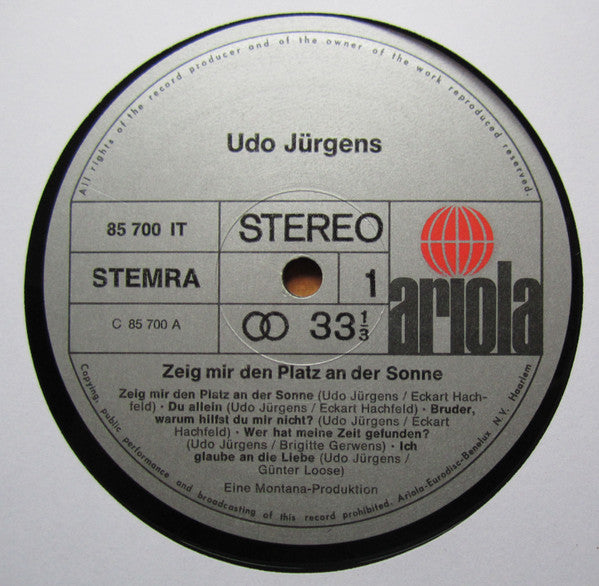 All rights of the record producer and of the owner of the work reproduced reserved.
Udo Jürgens
85 700 IT
STEREO
STEMRA
1
ariola
C 85 700 A
33 1/3
Zeig mir den Platz an der Sonne
Zeig mir den Platz an der Sonne (Udo Jürgens / Eckart Hach-
feld) · Du allein (Udo Jürgens / Eckart Hachfeld) · Bruder,
warum hilfst du mir nicht? (Udo Jürgens / Eckart
Hachfeld) · Wer hat meine Zeit gefunden?
(Udo Jürgens / Brigitte Gerwens) · Ich
glaube an die Liebe (Udo Jürgens /
Günter Loose)
Eine Montana-Produktion
Copying, public performance and broadcasting of this record prohibited. Ariola-Eurodisc-Benelux N.V. Haarlem